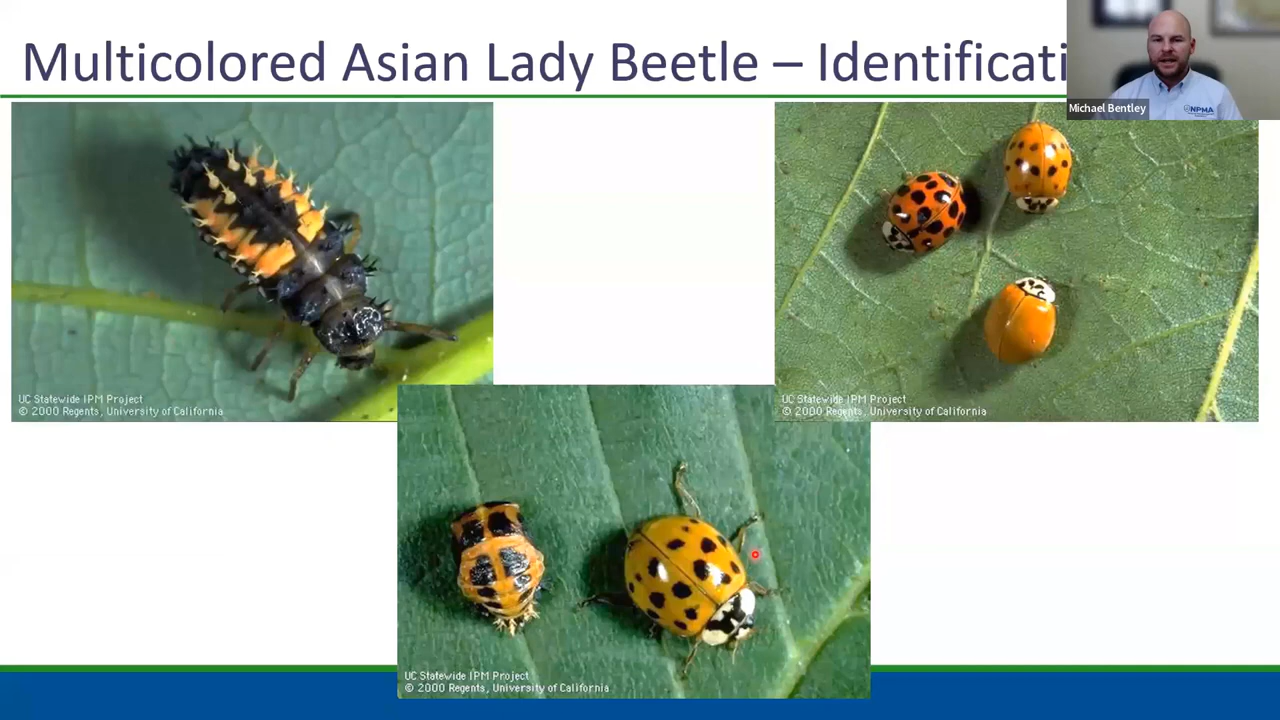 Multicolored Asian Lady Beetle – Identificati
Michael Bentley
NPMA
UC Statewide IPM Project
© 2000 Regents, University of California
UC Statewide IPM Project
© 2000 Regents, University of California
UC Statewide IPM Project
© 2000 Regents, University of California